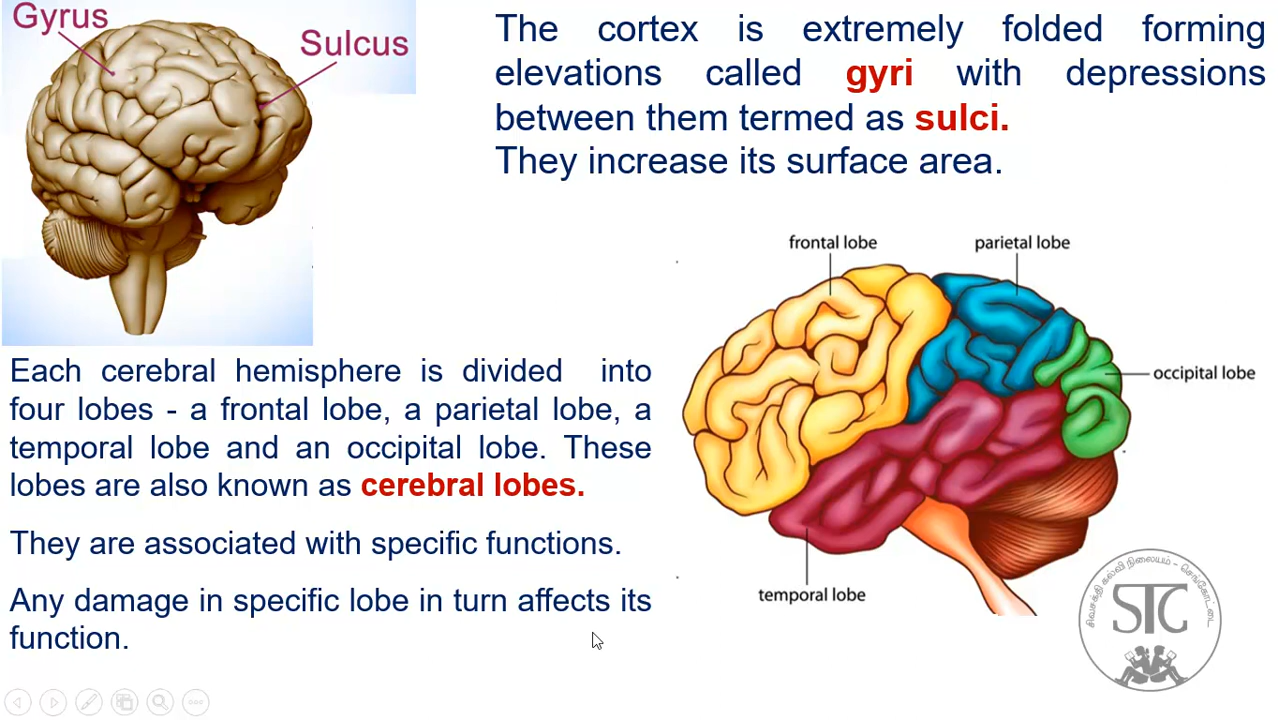 Gyrus
Sulcus
The cortex is extremely folded forming
elevations called gyri with depressions
between them termed as sulci.
They increase its surface area.
frontal lobe
parietal lobe
occipital lobe
temporal lobe
Each cerebral hemisphere is divided into
four lobes - a frontal lobe, a parietal lobe, a
temporal lobe and an occipital lobe. These
lobes are also known as cerebral lobes.
They are associated with specific functions.
Any damage in specific lobe in turn affects its
function.
சிவசக்தி கல்வி நிலையம் - செங்கோட்டை
STC